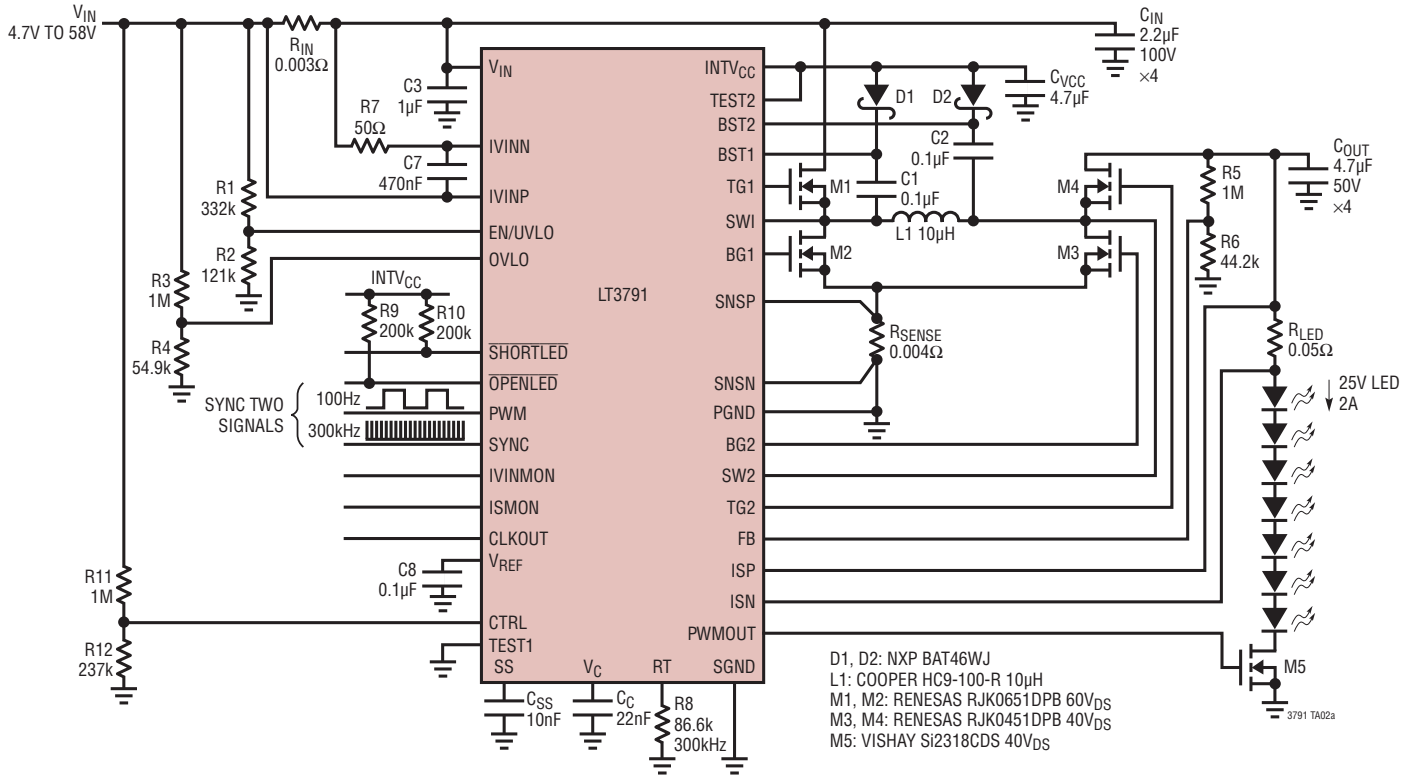 VIN
4.7V TO 58V
RIN
0.003Ω
CIN
2.2µF
100V
×4
C3
1µF
R7
50Ω
C7
470nF
R1
332k
R2
121k
R3
1M
R4
54.9k
INTVCC
R9
200k
R10
200k
SYNC TWO
SIGNALS
100Hz
300kHz
R11
1M
R12
237k
C8
0.1µF
VIN
IVINN
IVINP
EN/UVLO
OVLO
SHORTLED
OPENLED
PWM
SYNC
IVINMON
ISMON
CLKOUT
VREF
CTRL
TEST1
SS
VC
RT
SGND
LT3791
INTVCC
TEST2
BST2
BST1
TG1
SWI
BG1
SNSP
SNSN
PGND
BG2
SW2
TG2
FB
ISP
ISN
PWMOUT
CSS
10nF
CC
22nF
R8
86.6k
300kHz
D1
D2
CVCC
4.7µF
C2
0.1µF
C1
0.1µF
M1
M2
L1 10µH
M4
M3
RSENSE
0.004Ω
R5
1M
R6
44.2k
COUT
4.7µF
50V
×4
RLED
0.05Ω
25V LED
2A
M5
D1, D2: NXP BAT46WJ
L1: COOPER HC9-100-R 10µH
M1, M2: RENESAS RJK0651DPB 60VDS
M3, M4: RENESAS RJK0451DPB 40VDS
M5: VISHAY Si2318CDS 40VDS
3791 TA02a